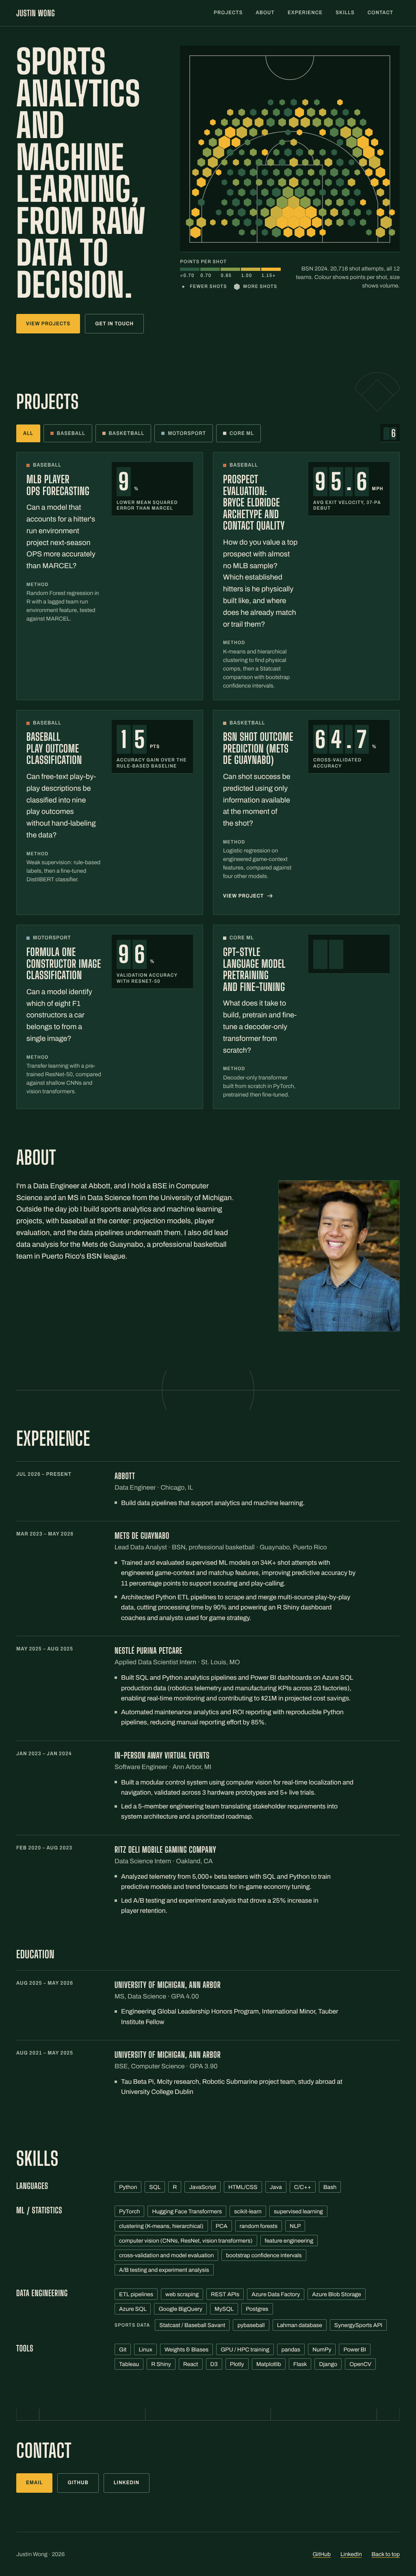 JUSTIN WONG
PROJECTS ABOUT EXPERIENCE SKILLS CONTACT
SPORTS
ANALYTICS
AND
MACHINE
LEARNING,
FROM RAW
DATA TO
DECISION.
VIEW PROJECTS GET IN TOUCH
POINTS PER SHOT
<0.70 0.70 0.85 1.00 1.15+
FEWER SHOTS MORE SHOTS
BSN 2024. 20,716 shot attempts, all 12
teams. Colour shows points per shot, size
shows volume.
PROJECTS
ALL BASEBALL BASKETBALL MOTORSPORT CORE ML
6
BASEBALL
MLB PLAYER
OPS FORECASTING
Can a model that
accounts for a hitter's
run environment
project next-season
OPS more accurately
than MARCEL?
METHOD
Random Forest regression in
R with a lagged team run
environment feature, tested
against MARCEL.
9 %
LOWER MEAN SQUARED
ERROR THAN MARCEL
BASEBALL
PROSPECT
EVALUATION:
BRYCE ELDRIDGE
ARCHETYPE AND
CONTACT QUALITY
How do you value a top
prospect with almost
no MLB sample?
Which established
hitters is he physically
built like, and where
does he already match
or trail them?
METHOD
K-means and hierarchical
clustering to find physical
comps, then a Statcast
comparison with bootstrap
confidence intervals.
95.6 MPH
AVG EXIT VELOCITY, 37-PA
DEBUT
BASEBALL
BASEBALL
PLAY OUTCOME
CLASSIFICATION
Can free-text play-by-
play descriptions be
classified into nine
play outcomes
without hand-labeling
the data?
METHOD
Weak supervision: rule-based
labels, then a fine-tuned
DistilBERT classifier.
15 PTS
ACCURACY GAIN OVER THE
RULE-BASED BASELINE
BASKETBALL
BSN SHOT OUTCOME
PREDICTION (METS
DE GUAYNABO)
Can shot success be
predicted using only
information available
at the moment of
the shot?
METHOD
Logistic regression on
engineered game-context
features, compared against
four other models.
VIEW PROJECT →
64.7 %
CROSS-VALIDATED
ACCURACY
MOTORSPORT
FORMULA ONE
CONSTRUCTOR IMAGE
CLASSIFICATION
Can a model identify
which of eight F1
constructors a car
belongs to from a
single image?
METHOD
Transfer learning with a pre-
trained ResNet-50, compared
against shallow CNNs and
vision transformers.
96 %
VALIDATION ACCURACY
WITH RESNET-50
CORE ML
GPT-STYLE
LANGUAGE MODEL
PRETRAINING
AND FINE-TUNING
What does it take to
build, pretrain and fine-
tune a decoder-only
transformer from
scratch?
METHOD
Decoder-only transformer
built from scratch in PyTorch,
pretrained then fine-tuned.
ABOUT
I'm a Data Engineer at Abbott, and I hold a BSE in Computer
Science and an MS in Data Science from the University of Michigan.
Outside the day job I build sports analytics and machine learning
projects, with baseball at the center: projection models, player
evaluation, and the data pipelines underneath them. I also did lead
data analysis for the Mets de Guaynabo, a professional basketball
team in Puerto Rico's BSN league.
EXPERIENCE
JUL 2026 – PRESENT
ABBOTT
Data Engineer · Chicago, IL
Build data pipelines that support analytics and machine learning.
MAR 2023 – MAY 2026
METS DE GUAYNABO
Lead Data Analyst · BSN, professional basketball · Guaynabo, Puerto Rico
Trained and evaluated supervised ML models on 34K+ shot attempts with
engineered game-context and matchup features, improving predictive accuracy by
11 percentage points to support scouting and play-calling.
Architected Python ETL pipelines to scrape and merge multi-source play-by-play
data, cutting processing time by 90% and powering an R Shiny dashboard
coaches and analysts used for game strategy.
MAY 2025 – AUG 2025
NESTLÉ PURINA PETCARE
Applied Data Scientist Intern · St. Louis, MO
Built SQL and Python analytics pipelines and Power BI dashboards on Azure SQL
production data (robotics telemetry and manufacturing KPIs across 23 factories),
enabling real-time monitoring and contributing to $21M in projected cost savings.
Automated maintenance analytics and ROI reporting with reproducible Python
pipelines, reducing manual reporting effort by 85%.
JAN 2023 – JAN 2024
IN-PERSON AWAY VIRTUAL EVENTS
Software Engineer · Ann Arbor, MI
Built a modular control system using computer vision for real-time localization and
navigation, validated across 3 hardware prototypes and 5+ live trials.
Led a 5-member engineering team translating stakeholder requirements into
system architecture and a prioritized roadmap.
FEB 2020 – AUG 2023
RITZ DELI MOBILE GAMING COMPANY
Data Science Intern · Oakland, CA
Analyzed telemetry from 5,000+ beta testers with SQL and Python to train
predictive models and trend forecasts for in-game economy tuning.
Led A/B testing and experiment analysis that drove a 25% increase in
player retention.
EDUCATION
AUG 2025 – MAY 2026
UNIVERSITY OF MICHIGAN, ANN ARBOR
MS, Data Science · GPA 4.00
Engineering Global Leadership Honors Program, International Minor, Tauber
Institute Fellow
AUG 2021 – MAY 2025
UNIVERSITY OF MICHIGAN, ANN ARBOR
BSE, Computer Science · GPA 3.90
Tau Beta Pi, Mcity research, Robotic Submarine project team, study abroad at
University College Dublin
SKILLS
LANGUAGES
Python SQL R JavaScript HTML/CSS Java C/C++ Bash
ML / STATISTICS
PyTorch Hugging Face Transformers scikit-learn supervised learning
clustering (K-means, hierarchical) PCA random forests NLP
computer vision (CNNs, ResNet, vision transformers) feature engineering
cross-validation and model evaluation bootstrap confidence intervals
A/B testing and experiment analysis
DATA ENGINEERING
ETL pipelines web scraping REST APIs Azure Data Factory Azure Blob Storage
Azure SQL Google BigQuery MySQL Postgres
SPORTS DATA Statcast / Baseball Savant pybaseball Lahman database SynergySports API
TOOLS
Git Linux Weights & Biases GPU / HPC training pandas NumPy Power BI
Tableau R Shiny React D3 Plotly Matplotlib Flask Django OpenCV
CONTACT
EMAIL GITHUB LINKEDIN
Justin Wong · 2026
GitHub LinkedIn Back to top